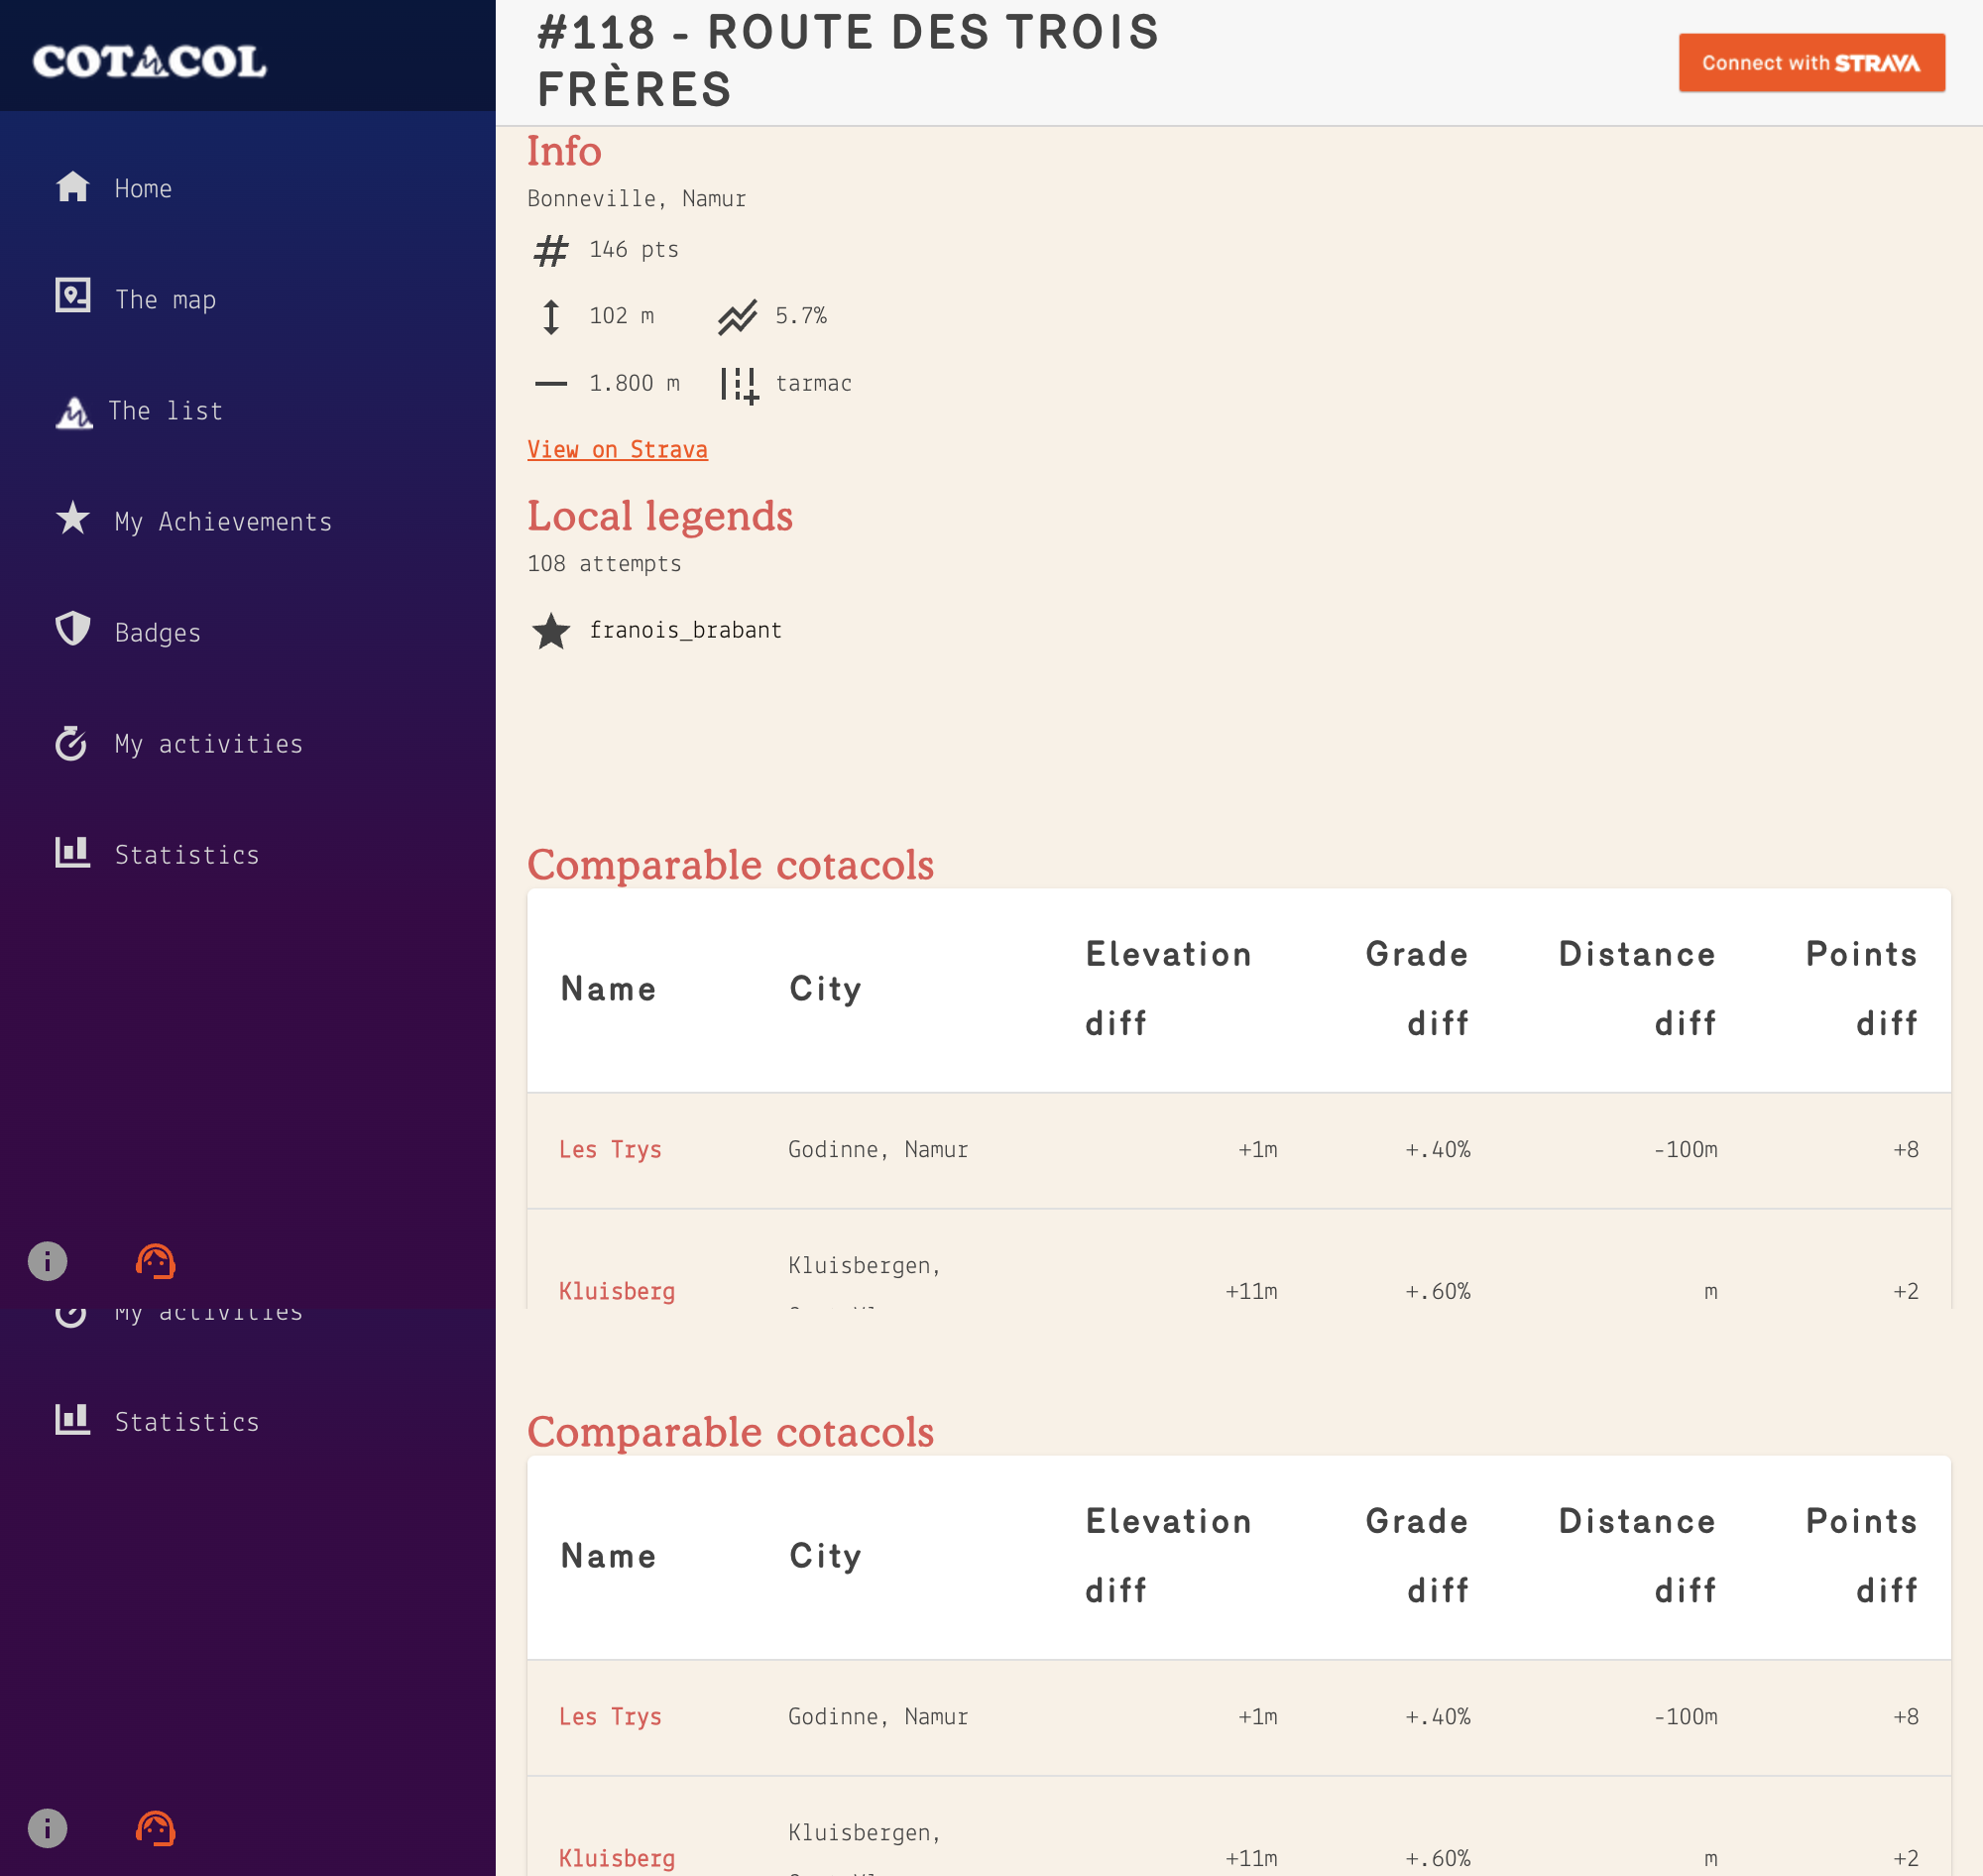 COTACOL
#118 - ROUTE DES TROIS
FRÈRES
Connect with STRAVA
Home
The map
The list
My Achievements
Badges
My activities
Statistics
Info
Bonneville, Namur
146 pts
102 m 5.7%
1.800 m tarmac
View on Strava
Local legends
108 attempts
franois_brabant
Comparable cotacols
Name City Elevation diff Grade diff Distance diff Points diff
Les Trys Godinne, Namur +1m +.40% -100m +8
Kluisberg Kluisbergen, +11m +.60% m +2
My activities
Statistics
Comparable cotacols
Name City Elevation diff Grade diff Distance diff Points diff
Les Trys Godinne, Namur +1m +.40% -100m +8
Kluisberg Kluisbergen, +11m +.60% m +2